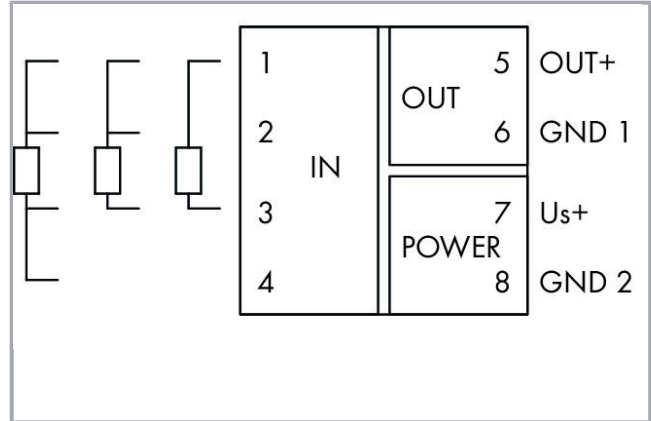 1
2
3
4
IN
OUT
POWER
5 OUT+
6 GND 1
7 Us+
8 GND 2